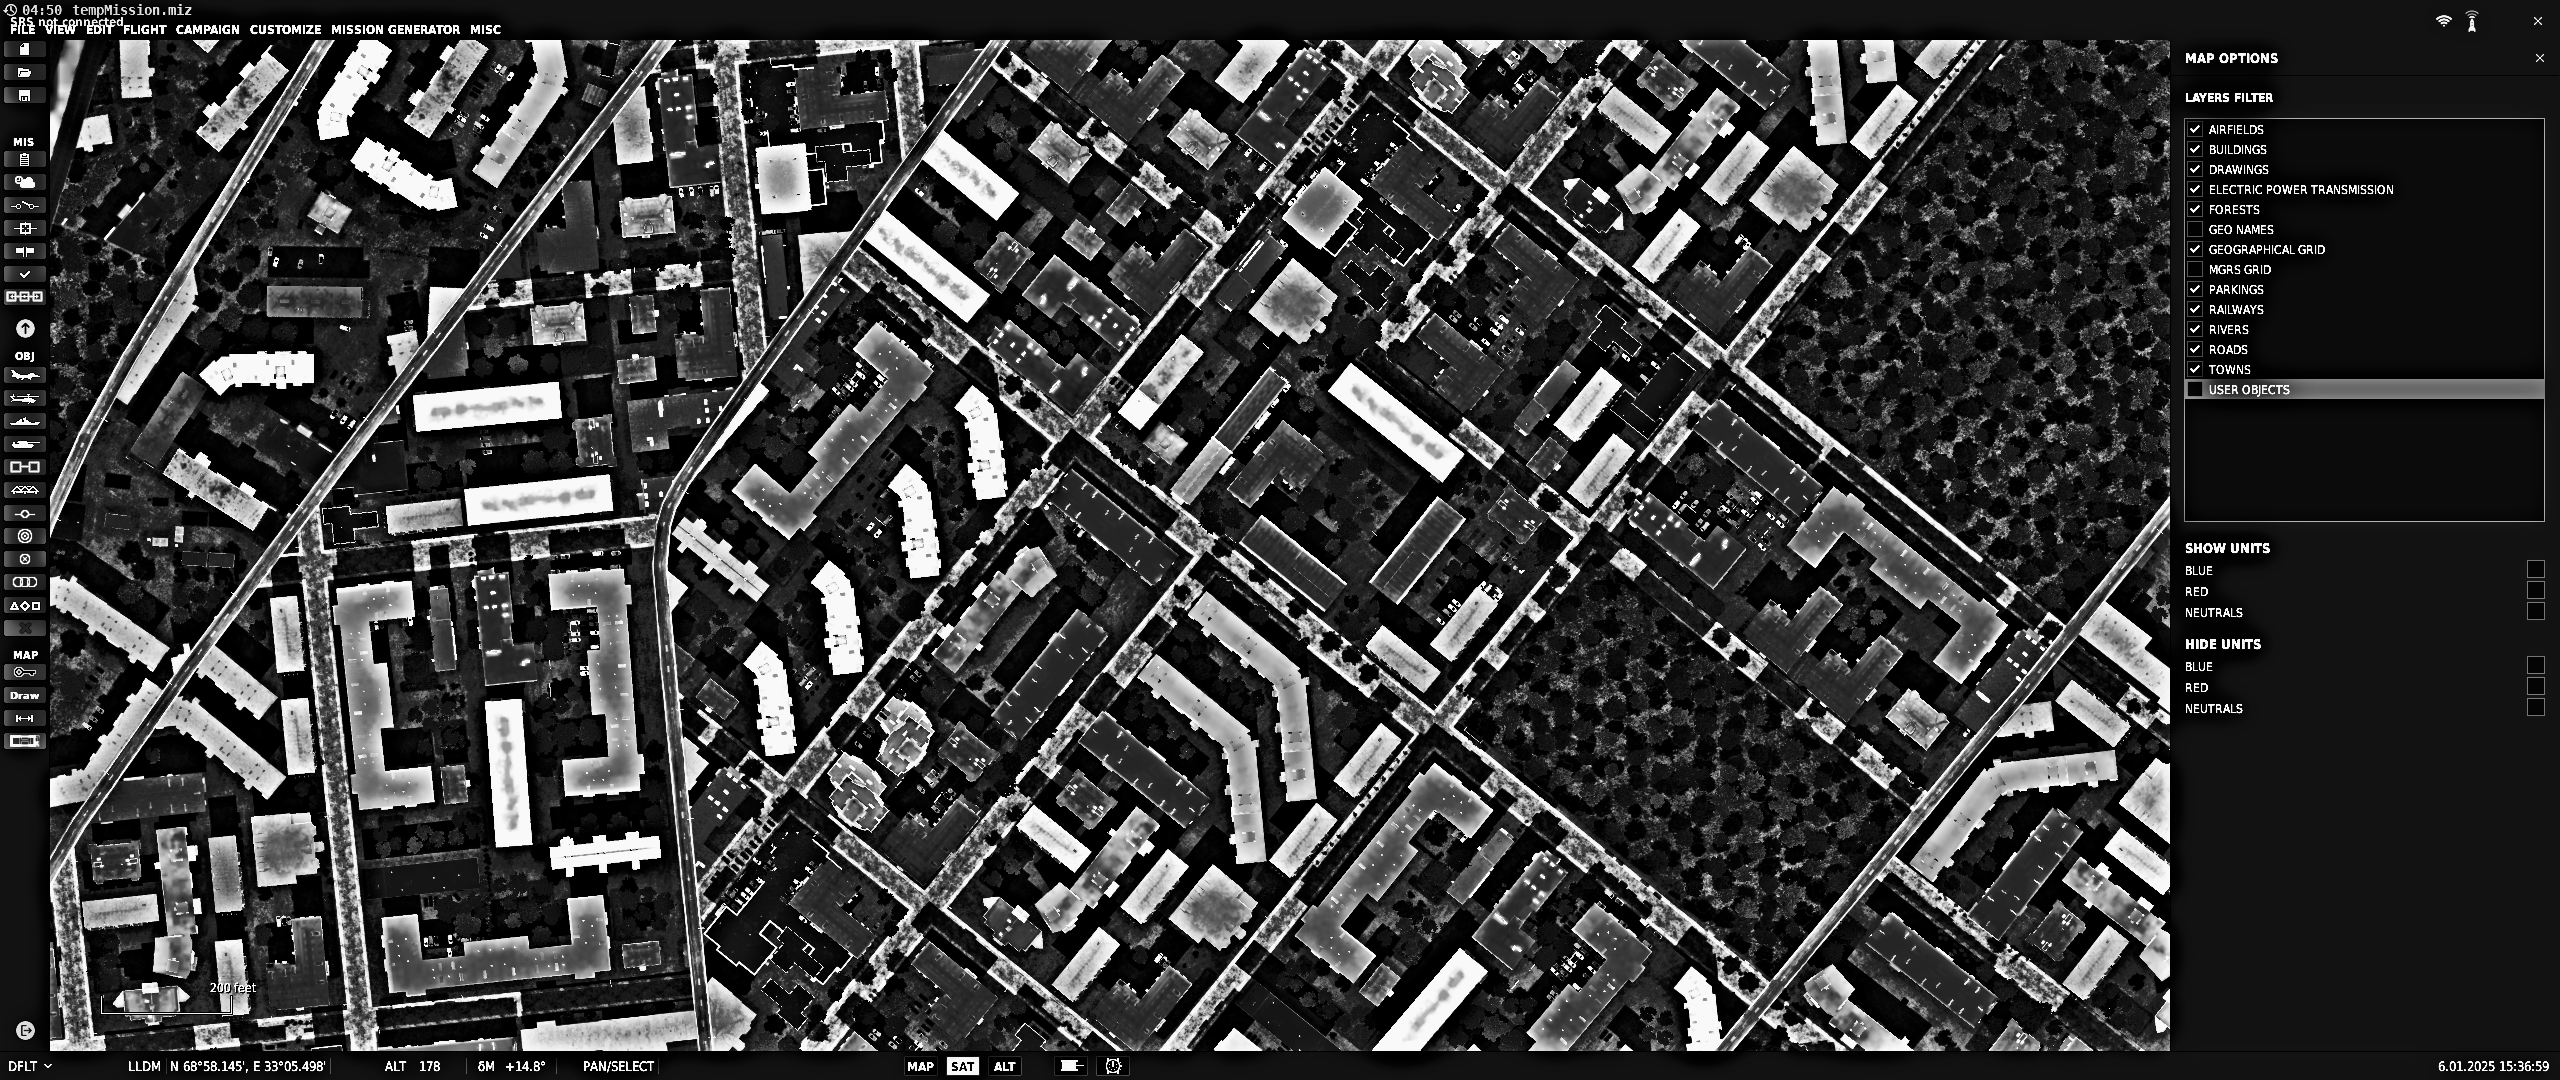 04:50 tempMission.miz
SRS not connected
FILE VIEW EDIT FLIGHT CAMPAIGN CUSTOMIZE MISSION GENERATOR MISC
MIS
OBJ
MAP
Draw
200 feet
MAP OPTIONS
LAYERS FILTER
AIRFIELDS
BUILDINGS
DRAWINGS
ELECTRIC POWER TRANSMISSION
FORESTS
GEO NAMES
GEOGRAPHICAL GRID
MGRS GRID
PARKINGS
RAILWAYS
RIVERS
ROADS
TOWNS
USER OBJECTS
SHOW UNITS
BLUE
RED
NEUTRALS
HIDE UNITS
BLUE
RED
NEUTRALS
DFLT LLDM N 68°58.145', E 33°05.498' ALT 178 δM +14.8° PAN/SELECT MAP SAT ALT 6.01.2025 15:36:59